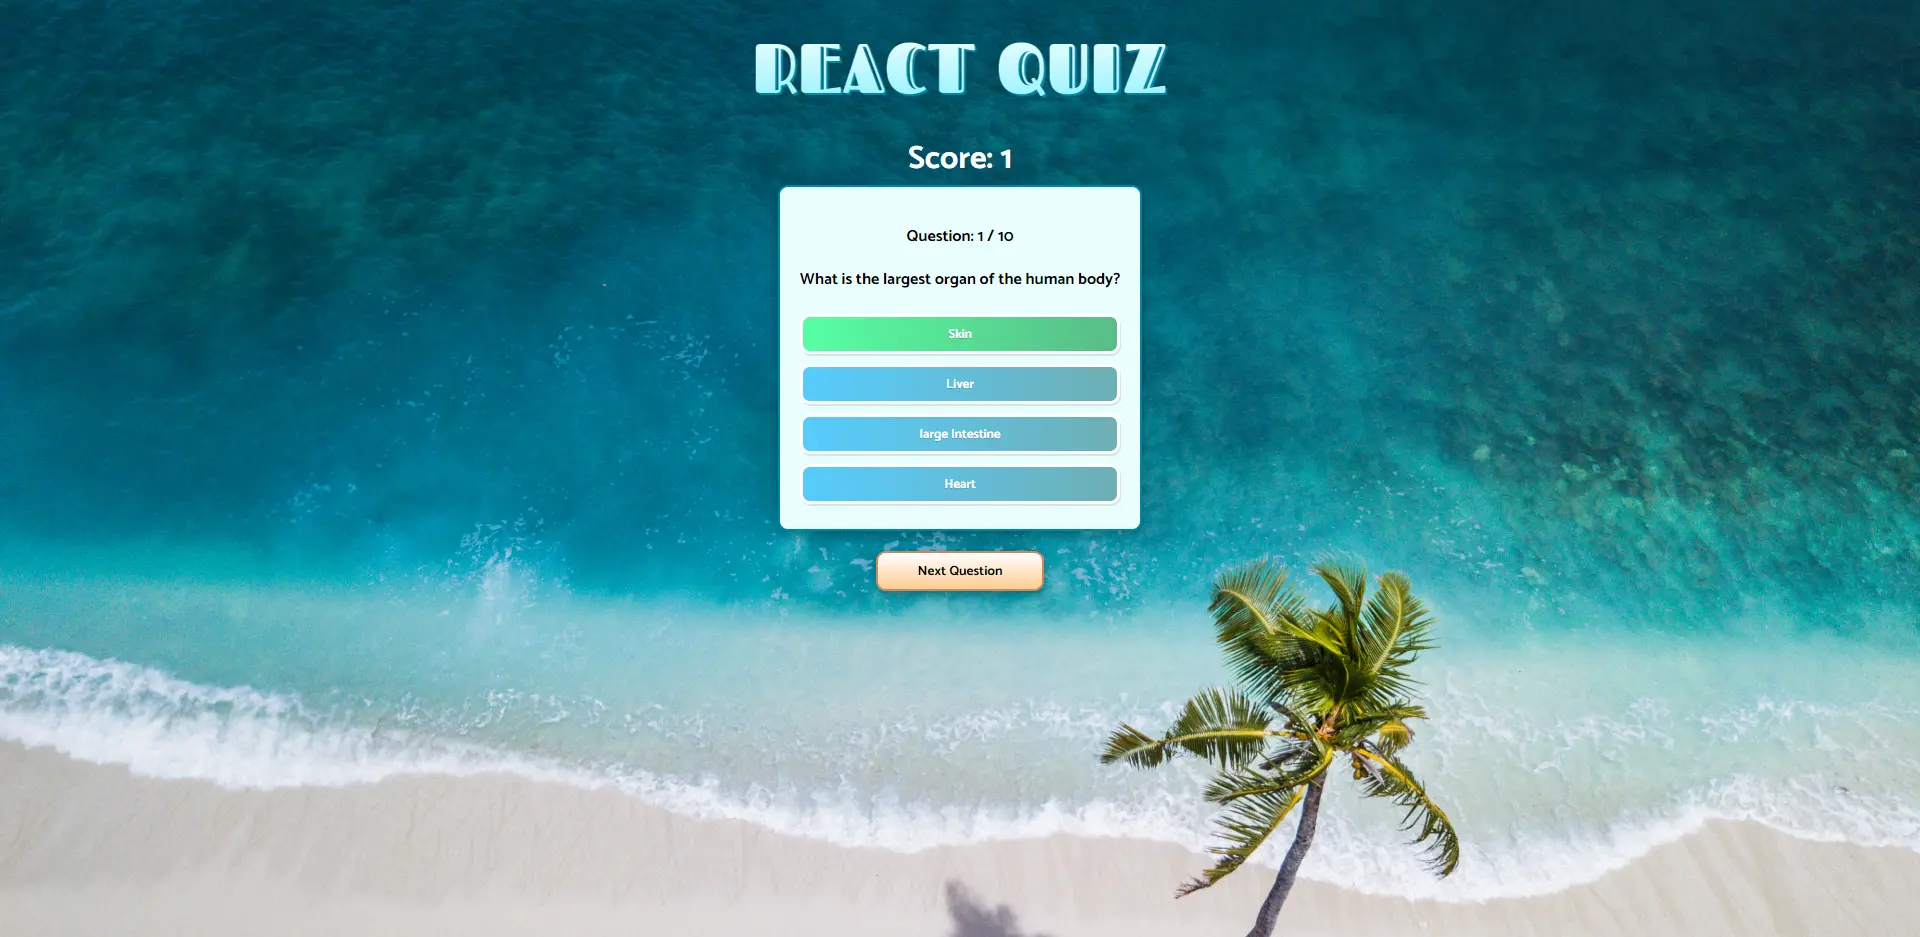 REACT QUIZ
Score: 1
Question: 1 / 10
What is the largest organ of the human body?
Skin
Liver
large Intestine
Heart
Next Question